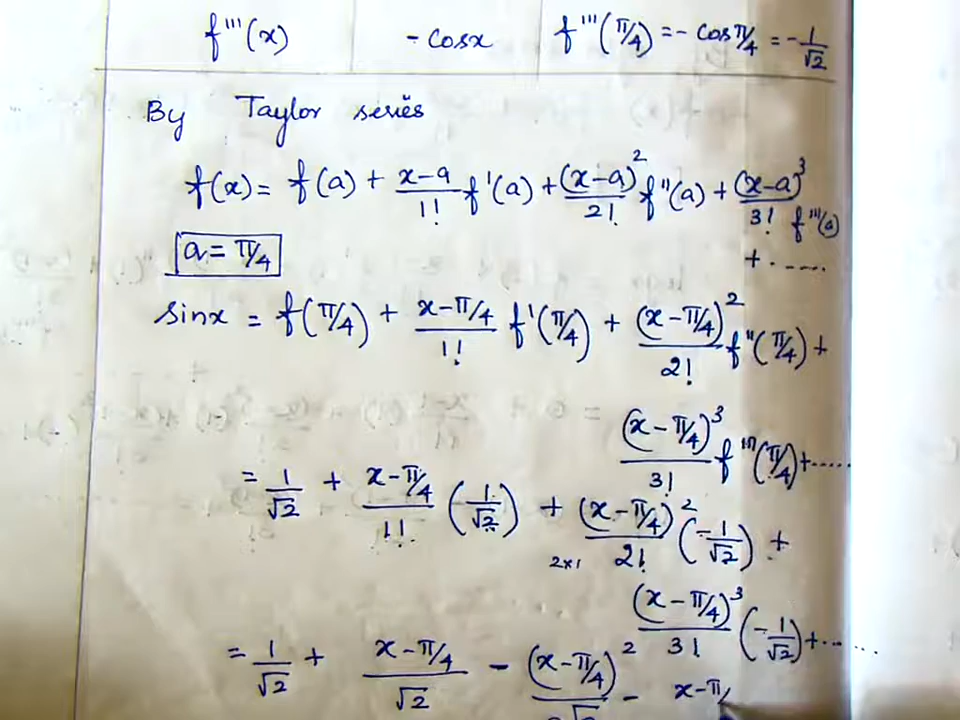 f'''(x) - cosx f'''(π/4) = - cos π/4 = - 1/√2
By Taylor series
f(x) = f(a) + (x-a)/1! f'(a) + (x-a)²/2! f''(a) + (x-a)³/3! f'''(a)
+ . .....
a = π/4
sinx = f(π/4) + (x-π/4)/1! f'(π/4) + (x-π/4)²/2! f''(π/4) +
(x-π/4)³/3! f'''(π/4) + .....
= 1/√2 + (x-π/4)/1! (1/√2) + (x-π/4)²/2! (-1/√2) +
2x1
(x-π/4)³/3! (-1/√2) + .....
= 1/√2 + (x-π/4)/√2 - (x-π/4)²/2√2 - x-π/